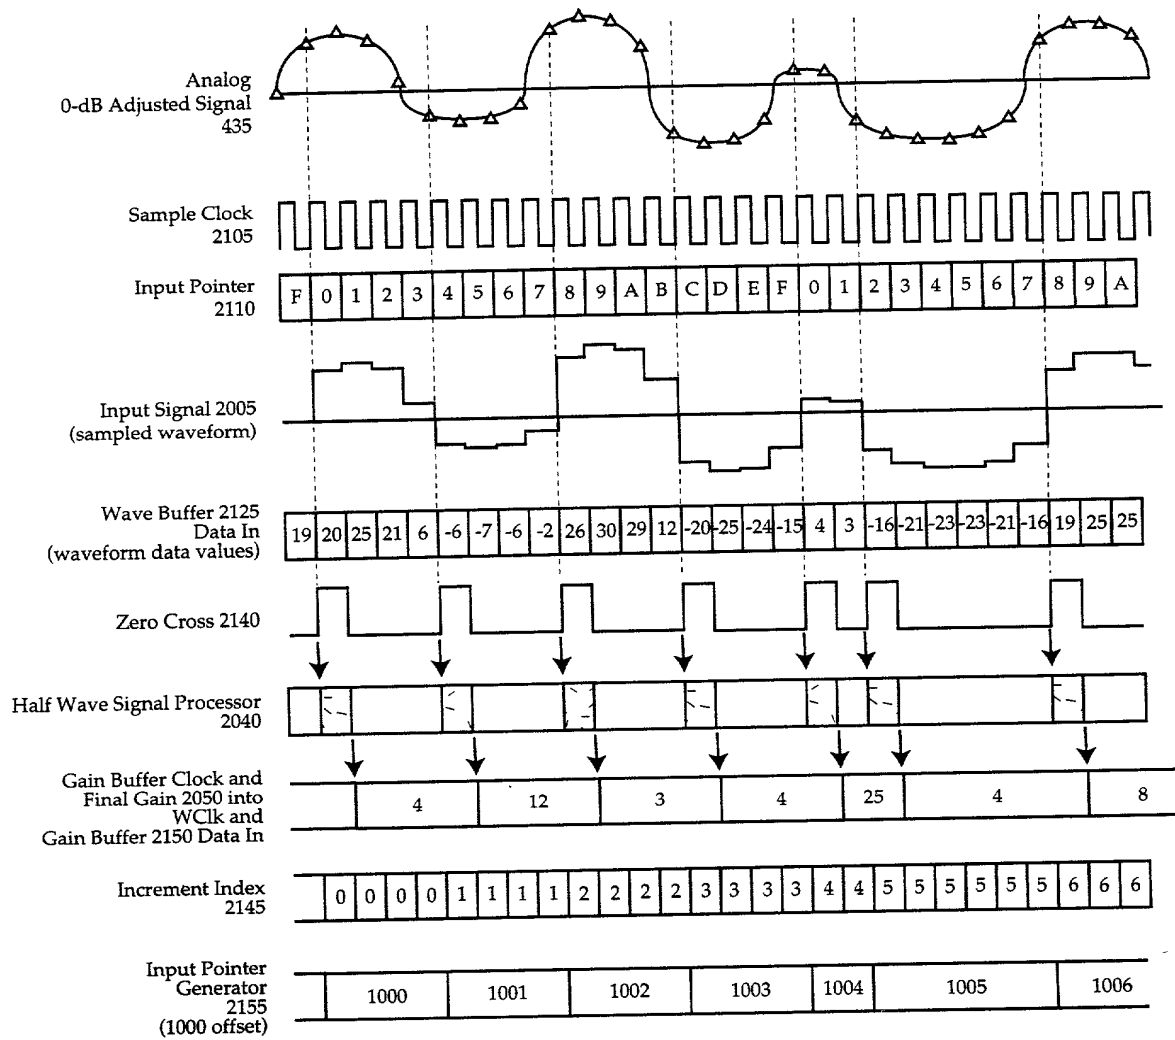 Analog
0-dB Adjusted Signal
435
Sample Clock
2105
Input Pointer
2110
F 0 1 2 3 4 5 6 7 8 9 A B C D E F 0 1 2 3 4 5 6 7 8 9 A
Input Signal 2005
(sampled waveform)
Wave Buffer 2125
Data In
(waveform data values)
19 20 25 21 6 -6 -7 -6 -2 26 30 29 12 -20 -25 -24 -15 4 3 -16 -21 -23 -23 -21 -16 19 25 25
Zero Cross 2140
Half Wave Signal Processor
2040
Gain Buffer Clock and
Final Gain 2050 into
WClk and
Gain Buffer 2150 Data In
4 12 3 4 25 4 8
Increment Index
2145
0 0 0 0 1 1 1 1 2 2 2 2 3 3 3 3 4 4 5 5 5 5 5 5 6 6 6
Input Pointer
Generator
2155
(1000 offset)
1000 1001 1002 1003 1004 1005 1006